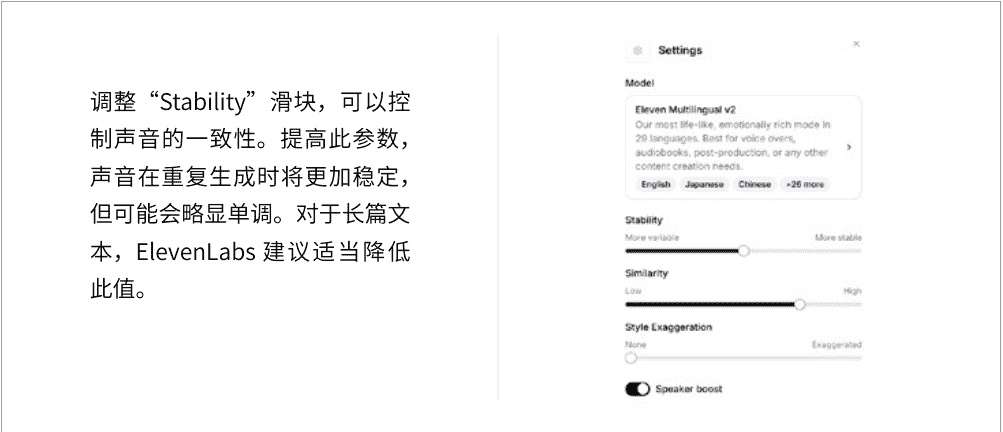 调整“Stability”滑块，可以控
制声音的一致性。提高此参数，
声音在重复生成时将更加稳定，
但可能会略显单调。对于长篇文
本，ElevenLabs 建议适当降低
此值。
Settings
Model
Eleven Multilingual v2
Our most life-like, emotionally rich mode in
29 languages. Best for voice overs,
audiobooks, post-production, or any other
content creation needs.
English Japanese Chinese +26 more
Stability
More variable More stable
Similarity
Low High
Style Exaggeration
None Exaggerated
Speaker boost